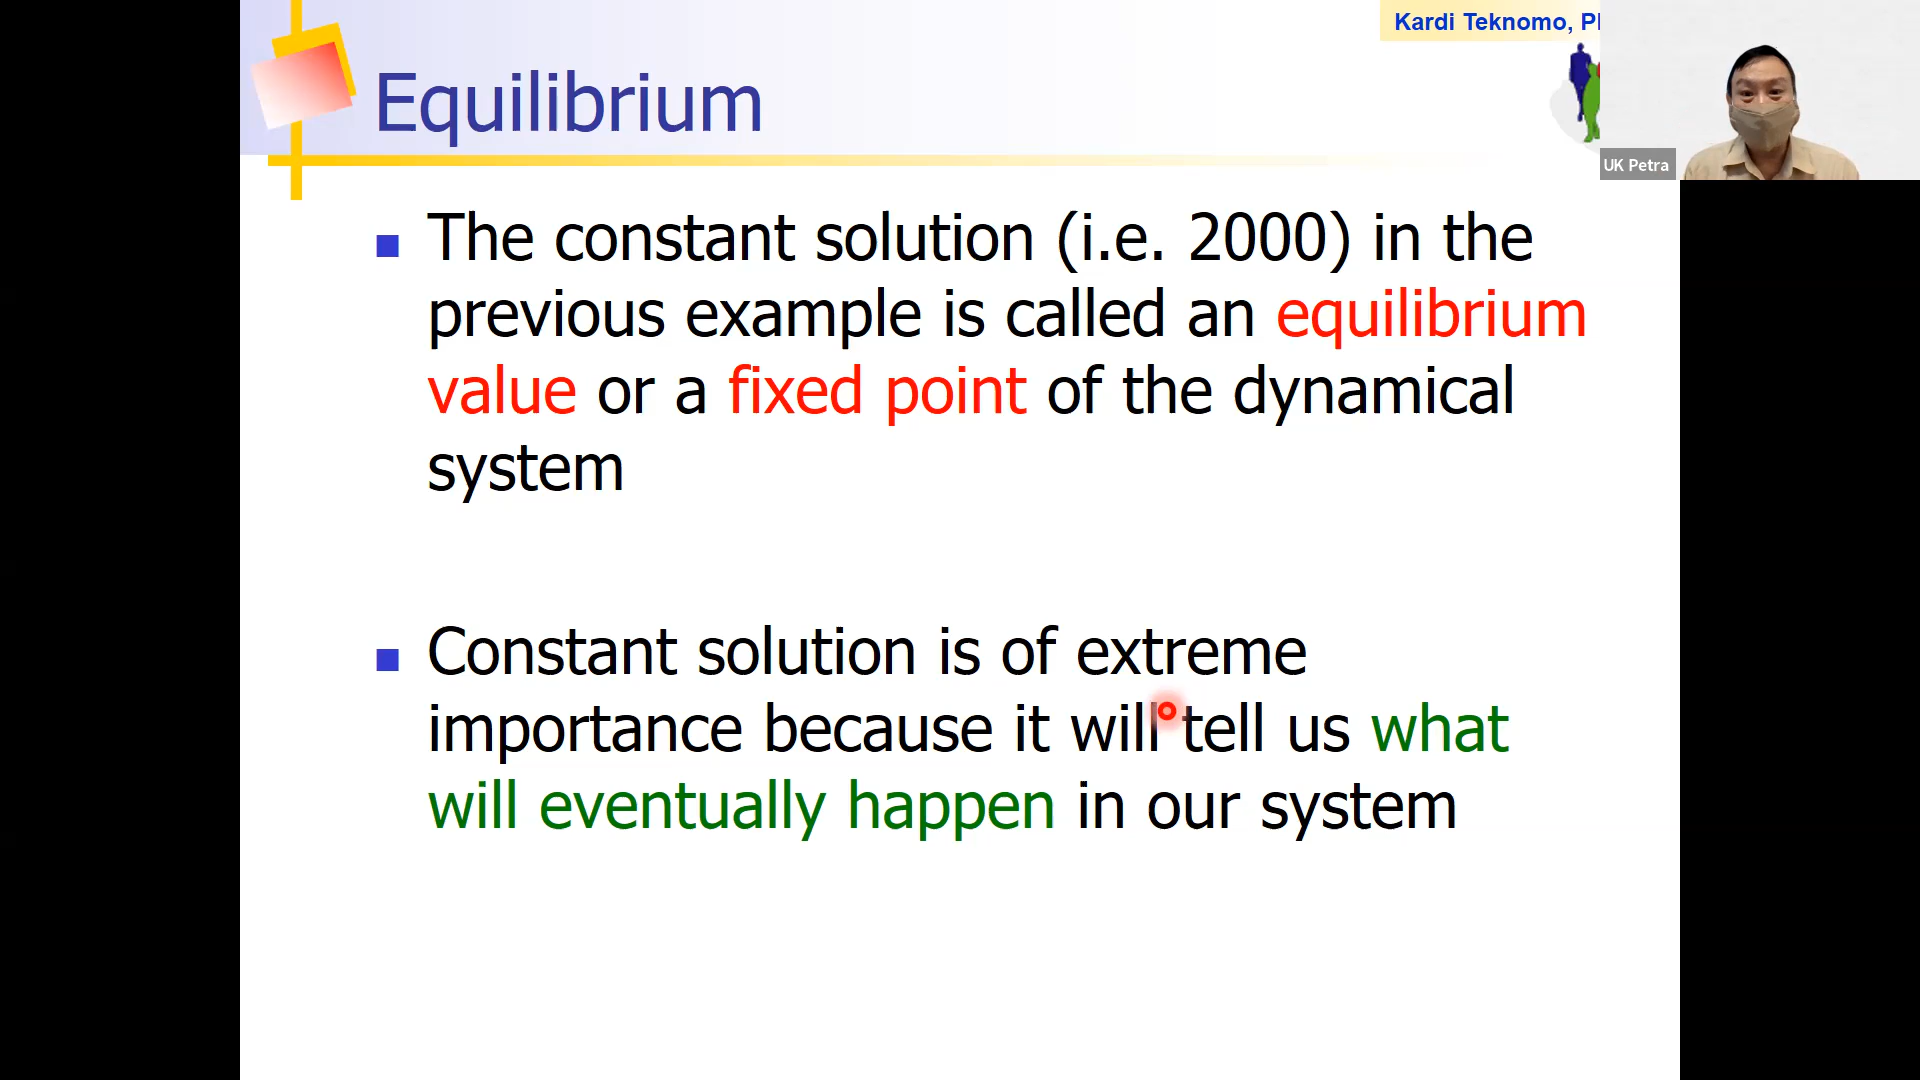 Kardi Teknomo, P
Equilibrium
UK Petra
The constant solution (i.e. 2000) in the
previous example is called an equilibrium
value or a fixed point of the dynamical
system
Constant solution is of extreme
importance because it will tell us what
will eventually happen in our system